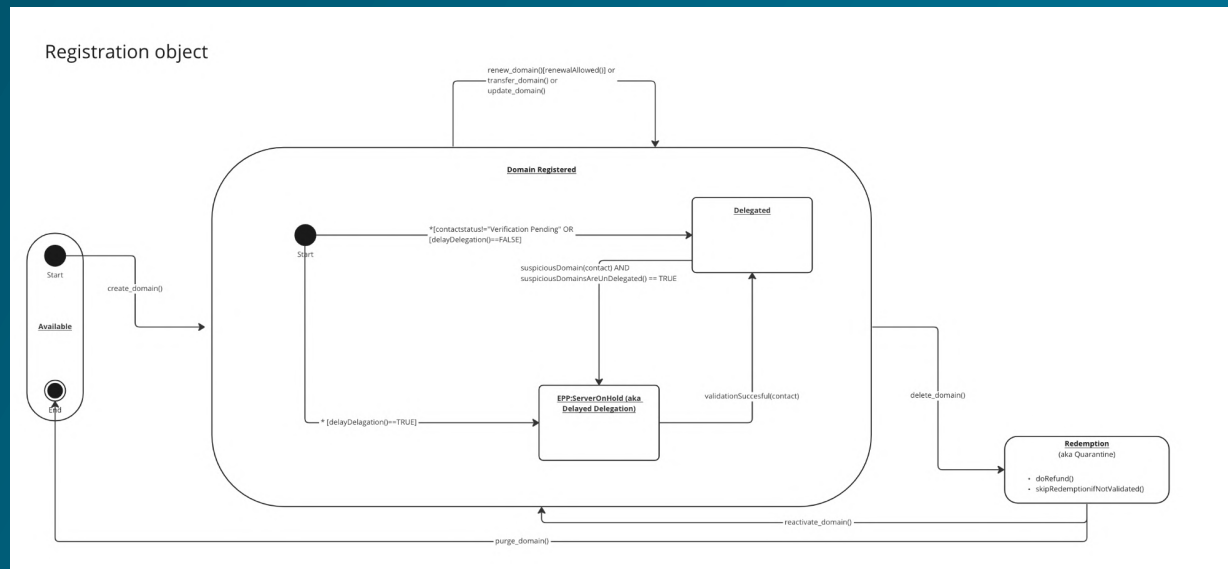 Registration object
renew_domain()[renewalAllowed()] or
transfer_domain() or
update_domain()
Domain Registered
Delegated
*[contactstatus!="Verification Pending" OR
[delayDelegation()==FALSE]
Start
Start
suspiciousDomain(contact) AND
suspiciousDomainsAreUnDelegated() == TRUE
create_domain()
Available
EPP:ServerOnHold (aka
Delayed Delegation)
validationSuccesful(contact)
delete_domain()
End
* [delayDelagation()==TRUE]
Redemption
(aka Quarantine)
• doRefund()
• skipRedemptionifNotValidated()
reactivate_domain()
purge_domain()